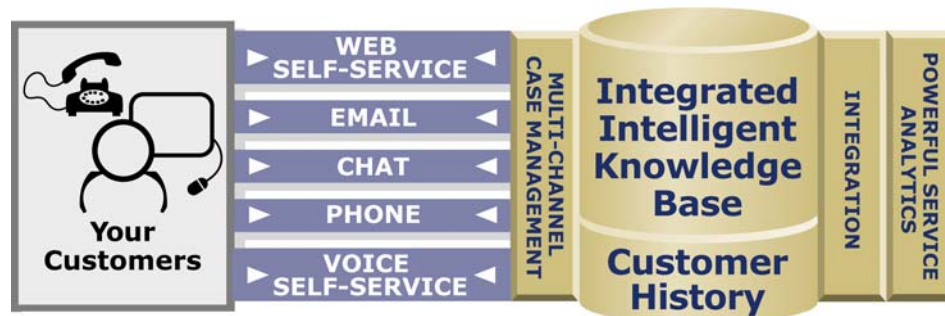 Your
Customers
WEB
SELF-SERVICE
EMAIL
CHAT
PHONE
VOICE
SELF-SERVICE
MULTI-CHANNEL
CASE MANAGEMENT
Integrated
Intelligent
Knowledge
Base
Customer
History
INTEGRATION
POWERFUL SERVICE
ANALYTICS